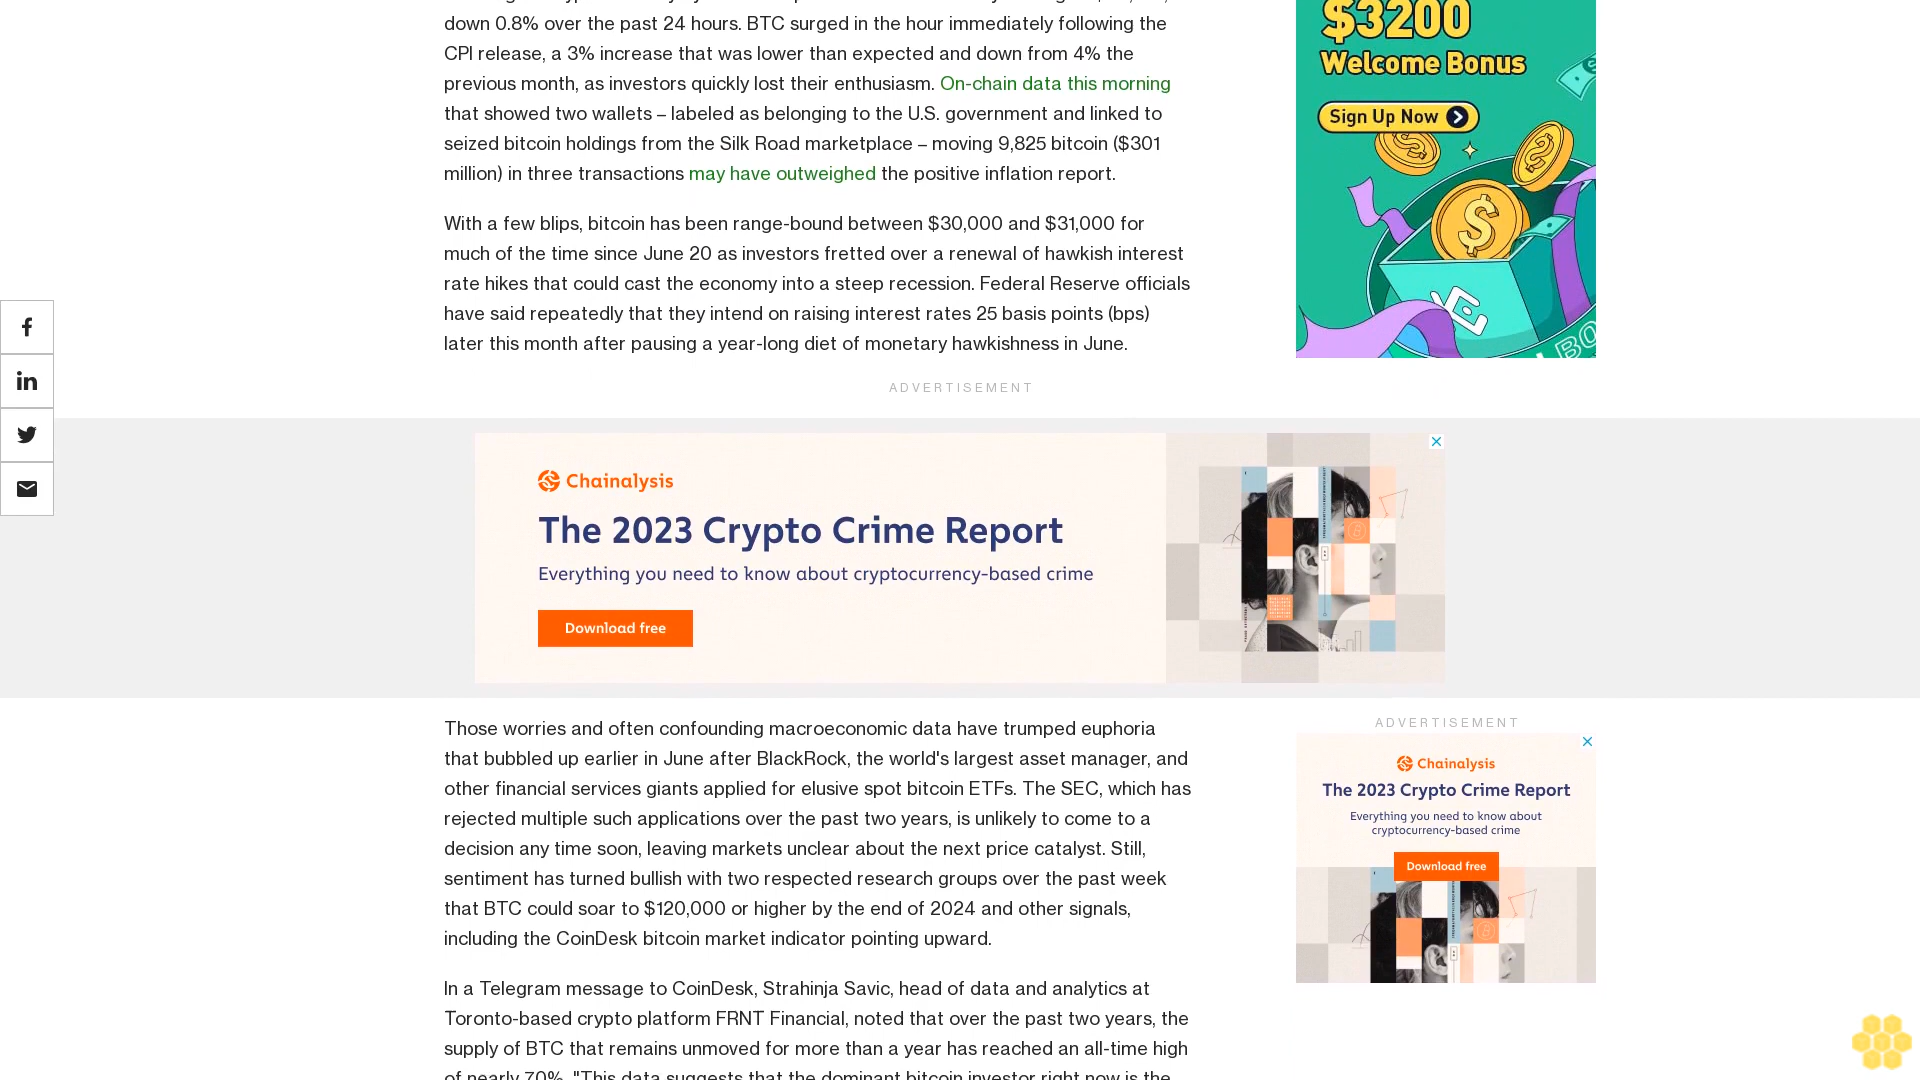 down 0.8% over the past 24 hours. BTC surged in the hour immediately following the
CPI release, a 3% increase that was lower than expected and down from 4% the
previous month, as investors quickly lost their enthusiasm. On-chain data this morning
that showed two wallets – labeled as belonging to the U.S. government and linked to
seized bitcoin holdings from the Silk Road marketplace – moving 9,825 bitcoin ($301
million) in three transactions may have outweighed the positive inflation report.
With a few blips, bitcoin has been range-bound between $30,000 and $31,000 for
much of the time since June 20 as investors fretted over a renewal of hawkish interest
rate hikes that could cast the economy into a steep recession. Federal Reserve officials
have said repeatedly that they intend on raising interest rates 25 basis points (bps)
later this month after pausing a year-long diet of monetary hawkishness in June.
$3200
Welcome Bonus
Sign Up Now
ADVERTISEMENT
Chainalysis
The 2023 Crypto Crime Report
Everything you need to know about cryptocurrency-based crime
Download free
Those worries and often confounding macroeconomic data have trumped euphoria
that bubbled up earlier in June after BlackRock, the world's largest asset manager, and
other financial services giants applied for elusive spot bitcoin ETFs. The SEC, which has
rejected multiple such applications over the past two years, is unlikely to come to a
decision any time soon, leaving markets unclear about the next price catalyst. Still,
sentiment has turned bullish with two respected research groups over the past week
that BTC could soar to $120,000 or higher by the end of 2024 and other signals,
including the CoinDesk bitcoin market indicator pointing upward.
In a Telegram message to CoinDesk, Strahinja Savic, head of data and analytics at
Toronto-based crypto platform FRNT Financial, noted that over the past two years, the
supply of BTC that remains unmoved for more than a year has reached an all-time high
of nearly 70%. "This data suggests that the dominant bitcoin investor right now is the
ADVERTISEMENT
Chainalysis
The 2023 Crypto Crime Report
Everything you need to know about
cryptocurrency-based crime
Download free